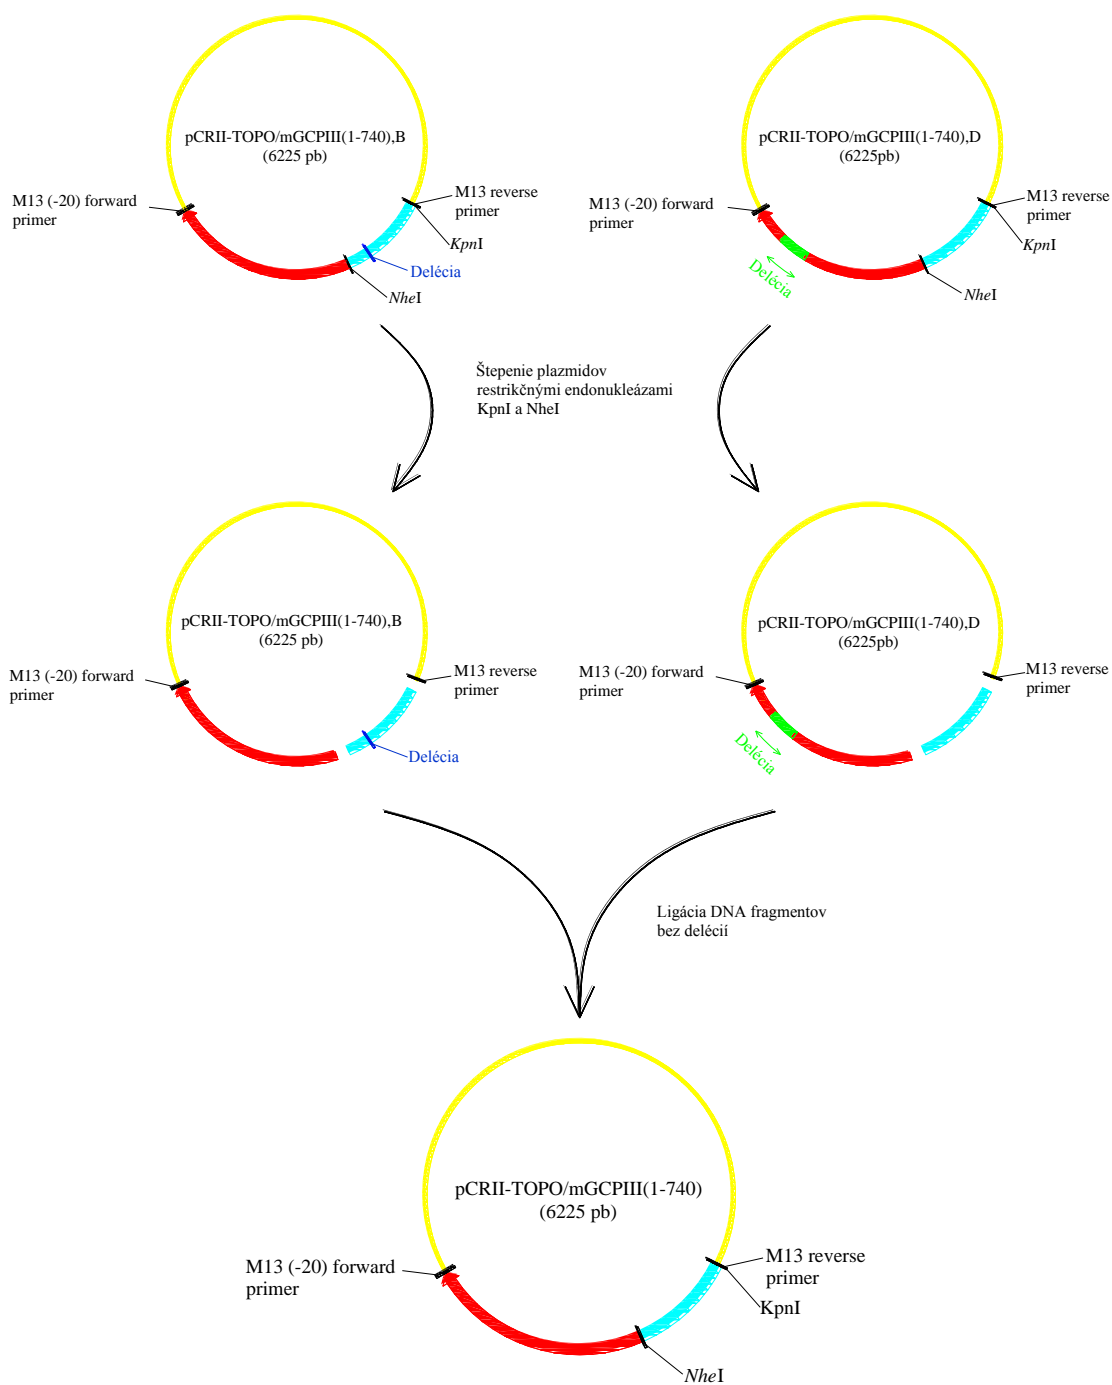 pCRII-TOPO/mGCPIII(1-740),B
(6225 pb)
M13 (-20) forward
primer
M13 reverse
primer
KpnI
Delécia
NheI
pCRII-TOPO/mGCPIII(1-740),D
(6225pb)
M13 (-20) forward
primer
M13 reverse
primer
KpnI
Delécia
NheI
Štepenie plazmidov
restrikčnými endonukleázami
KpnI a NheI
pCRII-TOPO/mGCPIII(1-740),B
(6225 pb)
M13 (-20) forward
primer
M13 reverse
primer
Delécia
pCRII-TOPO/mGCPIII(1-740),D
(6225pb)
M13 (-20) forward
primer
M13 reverse
primer
Delécia
Ligácia DNA fragmentov
bez delécií
pCRII-TOPO/mGCPIII(1-740)
(6225 pb)
M13 (-20) forward
primer
M13 reverse
primer
KpnI
NheI